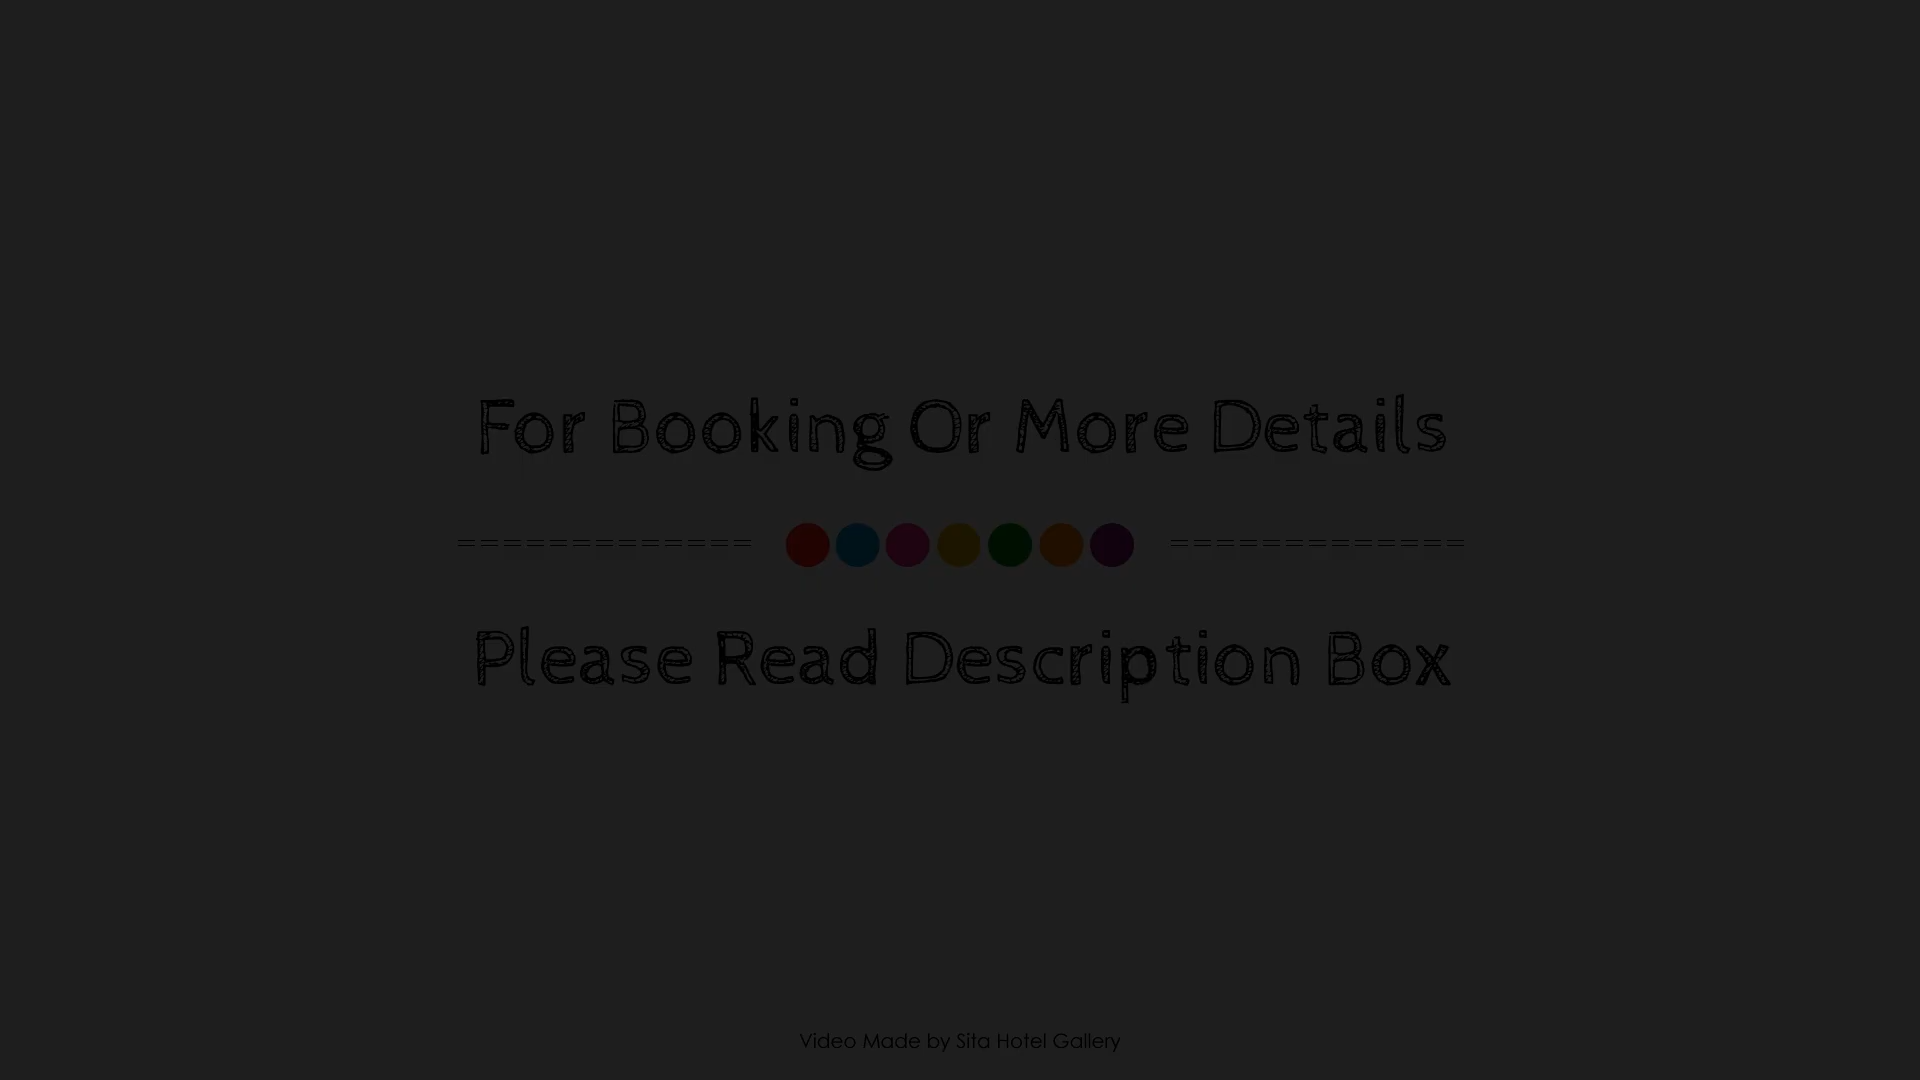 For Booking Or More Details
============= =============
Please Read Description Box
Video Made by Sita Hotel Gallery